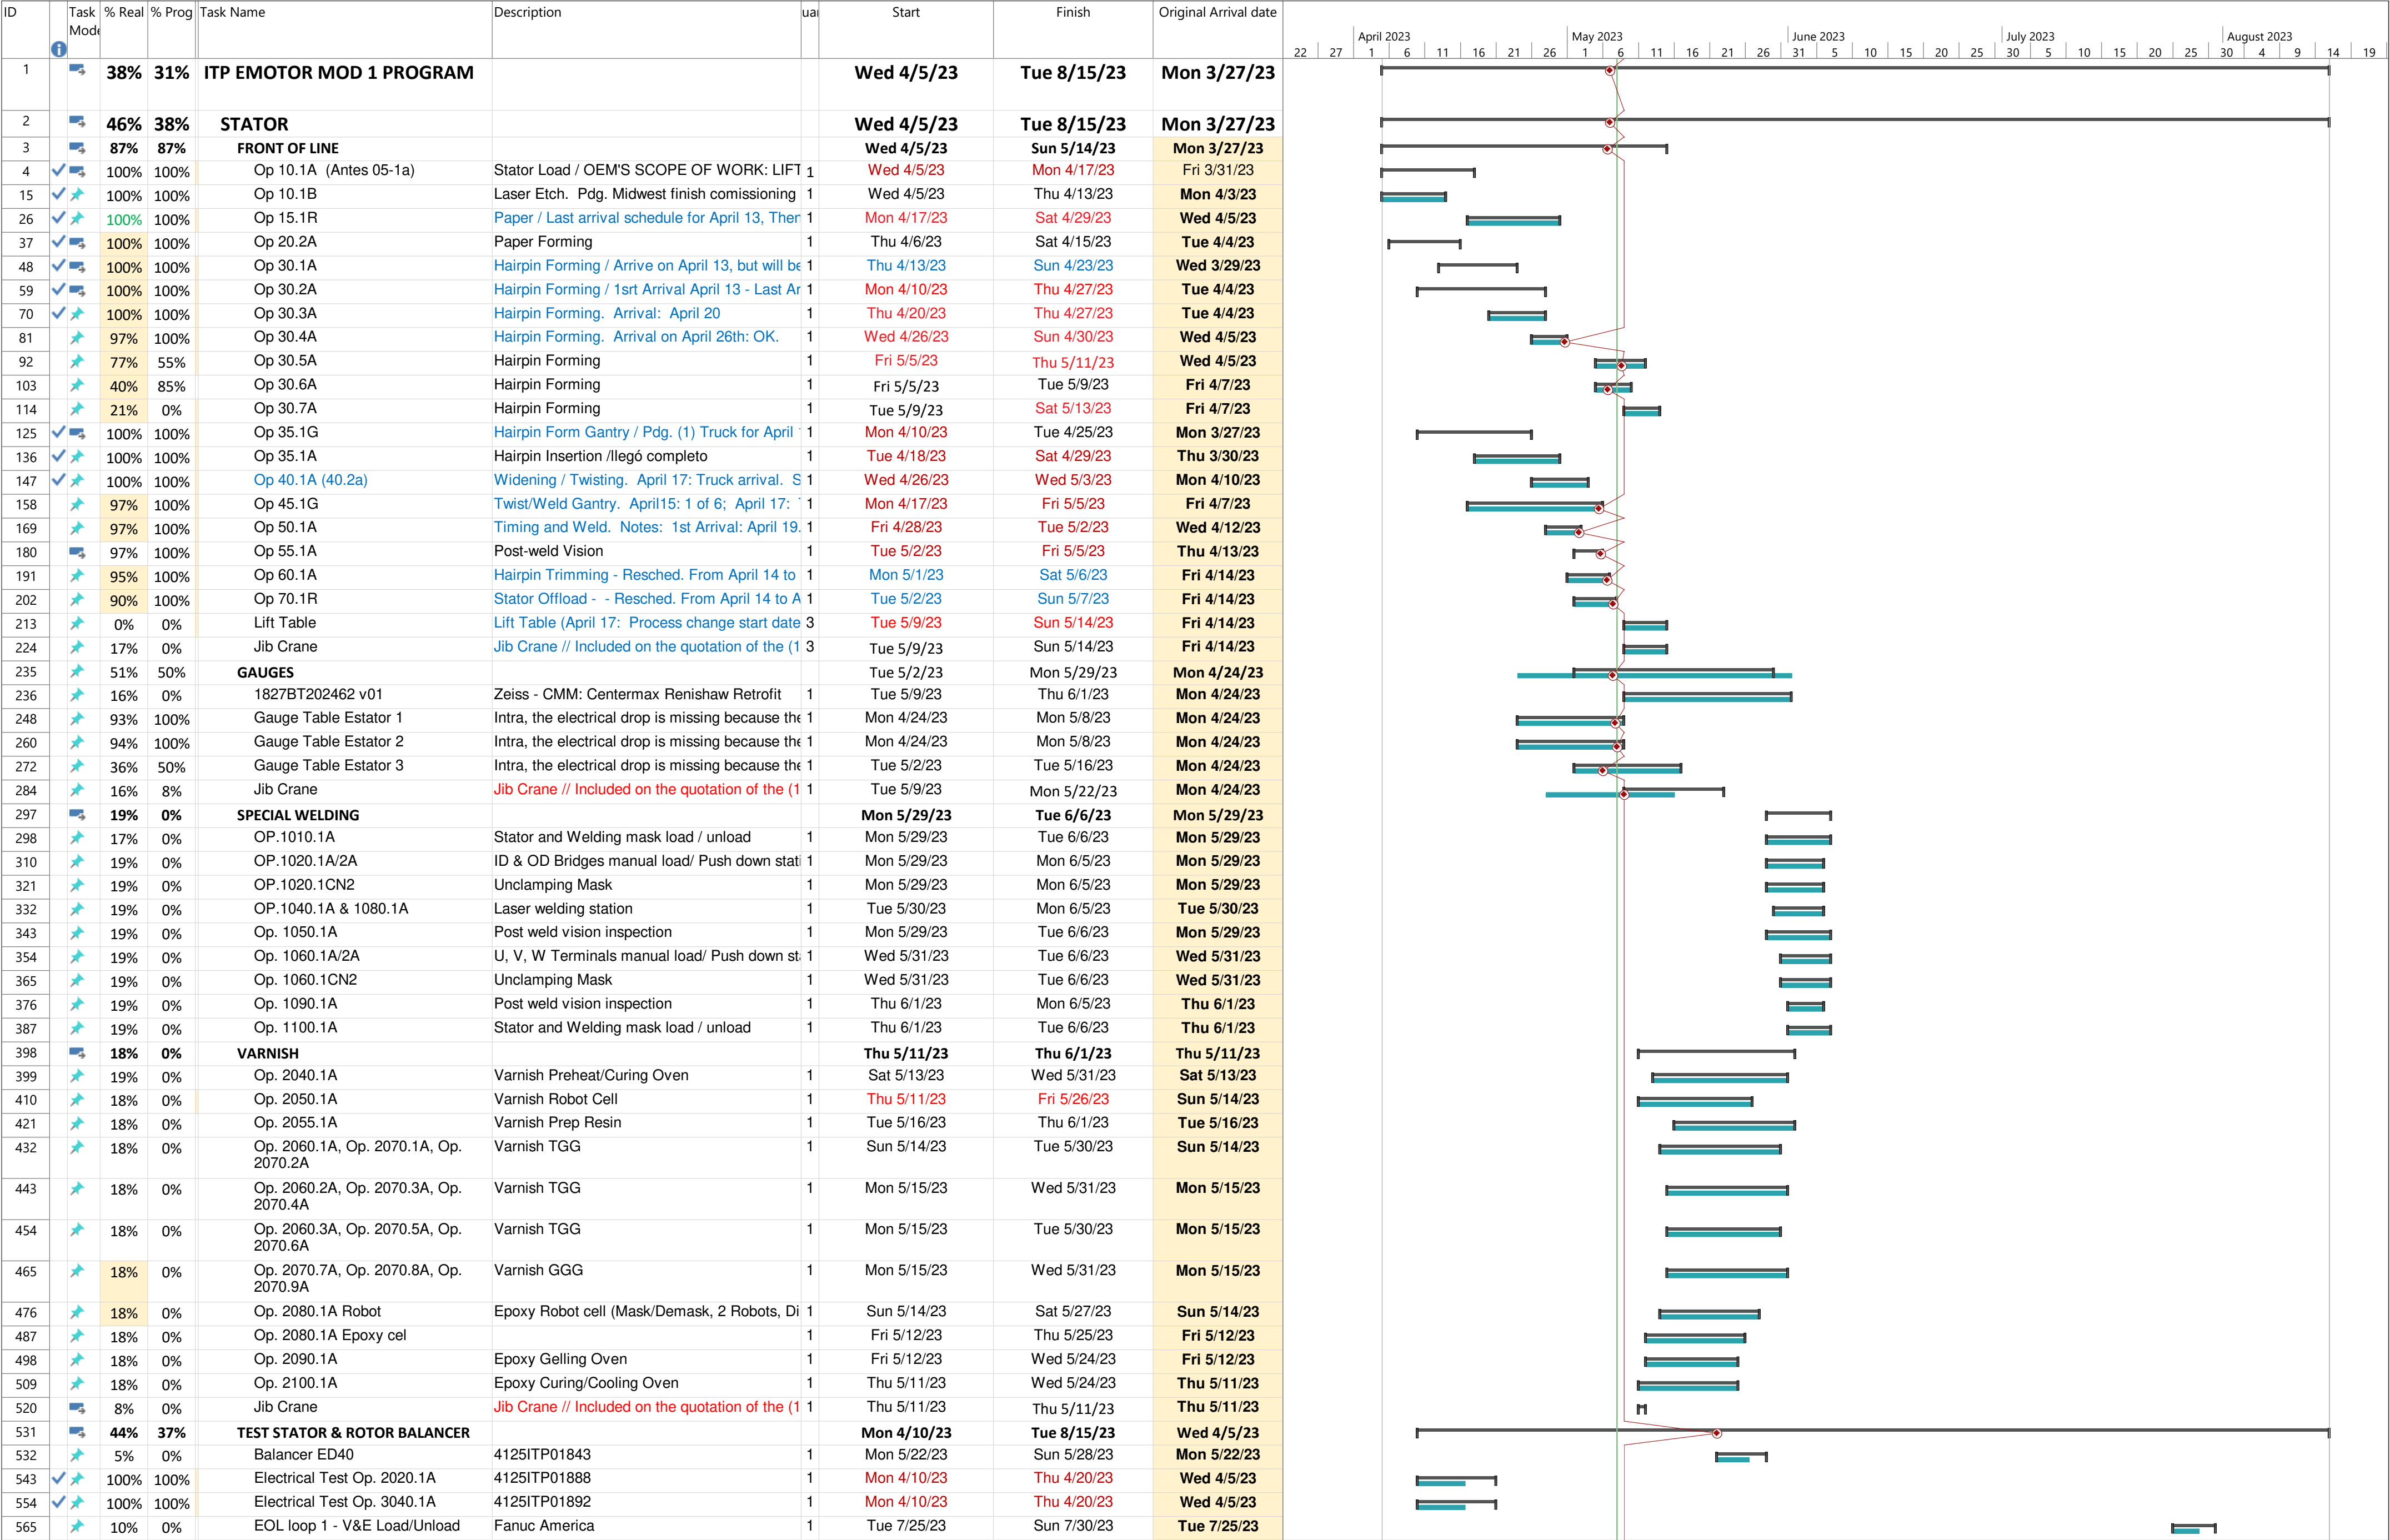 ID Task Mode % Real % Prog Task Name Description Start Finish Original Arrival date
April 2023 May 2023 June 2023 July 2023 August 2023
22 27 1 6 11 16 21 26 1 6 11 16 21 26 31 5 10 15 20 25 30 5 10 15 20 25 30 4 9 14 19
1 38% 31% ITP EMOTOR MOD 1 PROGRAM Wed 4/5/23 Tue 8/15/23 Mon 3/27/23
2 46% 38% STATOR Wed 4/5/23 Tue 8/15/23 Mon 3/27/23
3 87% 87% FRONT OF LINE Wed 4/5/23 Sun 5/14/23 Mon 3/27/23
4 100% 100% Op 10.1A (Antes 05-1a) Stator Load / OEM'S SCOPE OF WORK: LIFT 1 Wed 4/5/23 Mon 4/17/23 Fri 3/31/23
15 100% 100% Op 10.1B Laser Etch. Pdg. Midwest finish comissioning 1 Wed 4/5/23 Thu 4/13/23 Mon 4/3/23
26 100% 100% Op 15.1R Paper / Last arrival schedule for April 13, Then 1 Mon 4/17/23 Sat 4/29/23 Wed 4/5/23
37 100% 100% Op 20.2A Paper Forming 1 Thu 4/6/23 Sat 4/15/23 Tue 4/4/23
48 100% 100% Op 30.1A Hairpin Forming / Arrive on April 13, but will be 1 Thu 4/13/23 Sun 4/23/23 Wed 3/29/23
59 100% 100% Op 30.2A Hairpin Forming / 1srt Arrival April 13 - Last Ar 1 Mon 4/10/23 Thu 4/27/23 Tue 4/4/23
70 100% 100% Op 30.3A Hairpin Forming. Arrival: April 20 1 Thu 4/20/23 Thu 4/27/23 Tue 4/4/23
81 97% 100% Op 30.4A Hairpin Forming. Arrival on April 26th: OK. 1 Wed 4/26/23 Sun 4/30/23 Wed 4/5/23
92 77% 55% Op 30.5A Hairpin Forming 1 Fri 5/5/23 Thu 5/11/23 Wed 4/5/23
103 40% 85% Op 30.6A Hairpin Forming 1 Fri 5/5/23 Tue 5/9/23 Fri 4/7/23
114 21% 0% Op 30.7A Hairpin Forming 1 Tue 5/9/23 Sat 5/13/23 Fri 4/7/23
125 100% 100% Op 35.1G Hairpin Form Gantry / Pdg. (1) Truck for April 1 Mon 4/10/23 Tue 4/25/23 Mon 3/27/23
136 100% 100% Op 35.1A Hairpin Insertion /llegó completo 1 Tue 4/18/23 Sat 4/29/23 Thu 3/30/23
147 100% 100% Op 40.1A (40.2a) Widening / Twisting. April 17: Truck arrival. S 1 Wed 4/26/23 Wed 5/3/23 Mon 4/10/23
158 97% 100% Op 45.1G Twist/Weld Gantry. April15: 1 of 6; April 17: 1 Mon 4/17/23 Fri 5/5/23 Fri 4/7/23
169 97% 100% Op 50.1A Timing and Weld. Notes: 1st Arrival: April 19. 1 Fri 4/28/23 Tue 5/2/23 Wed 4/12/23
180 97% 100% Op 55.1A Post-weld Vision 1 Tue 5/2/23 Fri 5/5/23 Thu 4/13/23
191 95% 100% Op 60.1A Hairpin Trimming - Resched. From April 14 to 1 Mon 5/1/23 Sat 5/6/23 Fri 4/14/23
202 90% 100% Op 70.1R Stator Offload - - Resched. From April 14 to A 1 Tue 5/2/23 Sun 5/7/23 Fri 4/14/23
213 0% 0% Lift Table Lift Table (April 17: Process change start date 3 Tue 5/9/23 Sun 5/14/23 Fri 4/14/23
224 17% 0% Jib Crane Jib Crane // Included on the quotation of the (1 3 Tue 5/9/23 Sun 5/14/23 Fri 4/14/23
235 51% 50% GAUGES Tue 5/2/23 Mon 5/29/23 Mon 4/24/23
236 16% 0% 1827BT202462 v01 Zeiss - CMM: Centermax Renishaw Retrofit 1 Tue 5/9/23 Thu 6/1/23 Mon 4/24/23
248 93% 100% Gauge Table Estator 1 Intra, the electrical drop is missing because the 1 Mon 4/24/23 Mon 5/8/23 Mon 4/24/23
260 94% 100% Gauge Table Estator 2 Intra, the electrical drop is missing because the 1 Mon 4/24/23 Mon 5/8/23 Mon 4/24/23
272 36% 50% Gauge Table Estator 3 Intra, the electrical drop is missing because the 1 Tue 5/2/23 Tue 5/16/23 Mon 4/24/23
284 16% 8% Jib Crane Jib Crane // Included on the quotation of the (1 1 Tue 5/9/23 Mon 5/22/23 Mon 4/24/23
297 19% 0% SPECIAL WELDING Mon 5/29/23 Tue 6/6/23 Mon 5/29/23
298 17% 0% OP.1010.1A Stator and Welding mask load / unload 1 Mon 5/29/23 Tue 6/6/23 Mon 5/29/23
310 19% 0% OP.1020.1A/2A ID & OD Bridges manual load/ Push down stati 1 Mon 5/29/23 Mon 6/5/23 Mon 5/29/23
321 19% 0% OP.1020.1CN2 Unclamping Mask 1 Mon 5/29/23 Mon 6/5/23 Mon 5/29/23
332 19% 0% OP.1040.1A & 1080.1A Laser welding station 1 Tue 5/30/23 Mon 6/5/23 Tue 5/30/23
343 19% 0% Op. 1050.1A Post weld vision inspection 1 Mon 5/29/23 Tue 6/6/23 Mon 5/29/23
354 19% 0% Op. 1060.1A/2A U, V, W Terminals manual load/ Push down st 1 Wed 5/31/23 Tue 6/6/23 Wed 5/31/23
365 19% 0% Op. 1060.1CN2 Unclamping Mask 1 Wed 5/31/23 Tue 6/6/23 Wed 5/31/23
376 19% 0% Op. 1090.1A Post weld vision inspection 1 Thu 6/1/23 Mon 6/5/23 Thu 6/1/23
387 19% 0% Op. 1100.1A Stator and Welding mask load / unload 1 Thu 6/1/23 Tue 6/6/23 Thu 6/1/23
398 18% 0% VARNISH Thu 5/11/23 Thu 6/1/23 Thu 5/11/23
399 19% 0% Op. 2040.1A Varnish Preheat/Curing Oven 1 Sat 5/13/23 Wed 5/31/23 Sat 5/13/23
410 18% 0% Op. 2050.1A Varnish Robot Cell 1 Thu 5/11/23 Fri 5/26/23 Sun 5/14/23
421 18% 0% Op. 2055.1A Varnish Prep Resin 1 Tue 5/16/23 Thu 6/1/23 Tue 5/16/23
432 18% 0% Op. 2060.1A, Op. 2070.1A, Op. Varnish TGG 1 Sun 5/14/23 Tue 5/30/23 Sun 5/14/23
2070.2A
443 18% 0% Op. 2060.2A, Op. 2070.3A, Op. Varnish TGG 1 Mon 5/15/23 Wed 5/31/23 Mon 5/15/23
2070.4A
454 18% 0% Op. 2060.3A, Op. 2070.5A, Op. Varnish TGG 1 Mon 5/15/23 Tue 5/30/23 Mon 5/15/23
2070.6A
465 18% 0% Op. 2070.7A, Op. 2070.8A, Op. Varnish GGG 1 Mon 5/15/23 Wed 5/31/23 Mon 5/15/23
2070.9A
476 18% 0% Op. 2080.1A Robot Epoxy Robot cell (Mask/Demask, 2 Robots, Di 1 Sun 5/14/23 Sat 5/27/23 Sun 5/14/23
487 18% 0% Op. 2080.1A Epoxy cel 1 Fri 5/12/23 Thu 5/25/23 Fri 5/12/23
498 18% 0% Op. 2090.1A Epoxy Gelling Oven 1 Fri 5/12/23 Wed 5/24/23 Fri 5/12/23
509 18% 0% Op. 2100.1A Epoxy Curing/Cooling Oven 1 Thu 5/11/23 Wed 5/24/23 Thu 5/11/23
520 8% 0% Jib Crane Jib Crane // Included on the quotation of the (1 1 Thu 5/11/23 Thu 5/11/23 Thu 5/11/23
531 44% 37% TEST STATOR & ROTOR BALANCER Mon 4/10/23 Tue 8/15/23 Wed 4/5/23
532 5% 0% Balancer ED40 4125ITP01843 1 Mon 5/22/23 Sun 5/28/23 Mon 5/22/23
543 100% 100% Electrical Test Op. 2020.1A 4125ITP01888 1 Mon 4/10/23 Thu 4/20/23 Wed 4/5/23
554 100% 100% Electrical Test Op. 3040.1A 4125ITP01892 1 Mon 4/10/23 Thu 4/20/23 Wed 4/5/23
565 10% 0% EOL loop 1 - V&E Load/Unload Fanuc America 1 Tue 7/25/23 Sun 7/30/23 Tue 7/25/23